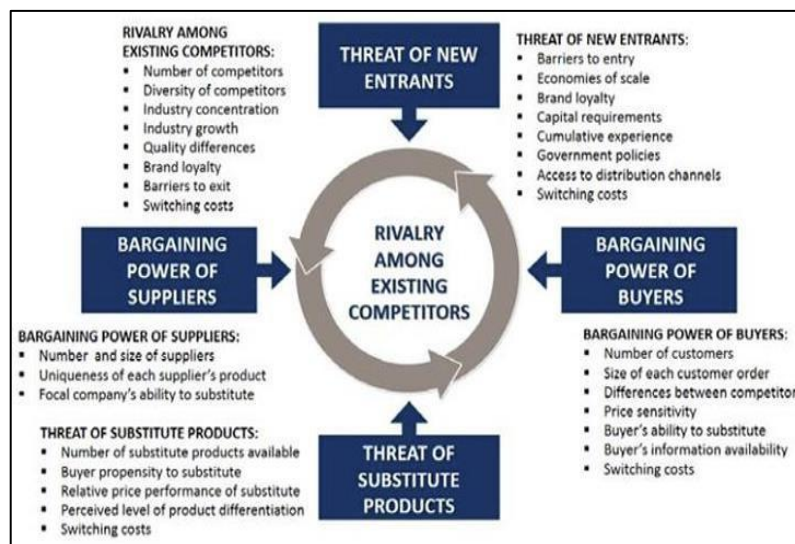 RIVALRY AMONG
EXISTING COMPETITORS:
▪ Number of competitors
▪ Diversity of competitors
▪ Industry concentration
▪ Industry growth
▪ Quality differences
▪ Brand loyalty
▪ Barriers to exit
▪ Switching costs
THREAT OF NEW
ENTRANTS
THREAT OF NEW ENTRANTS:
▪ Barriers to entry
▪ Economies of scale
▪ Brand loyalty
▪ Capital requirements
▪ Cumulative experience
▪ Government policies
▪ Access to distribution channels
▪ Switching costs
BARGAINING
POWER OF
SUPPLIERS
RIVALRY
AMONG
EXISTING
COMPETITORS
BARGAINING
POWER OF
BUYERS
BARGAINING POWER OF SUPPLIERS:
▪ Number and size of suppliers
▪ Uniqueness of each supplier's product
▪ Focal company's ability to substitute
BARGAINING POWER OF BUYERS:
▪ Number of customers
▪ Size of each customer order
▪ Differences between competitor
▪ Price sensitivity
▪ Buyer's ability to substitute
▪ Buyer's information availability
▪ Switching costs
THREAT OF SUBSTITUTE PRODUCTS:
▪ Number of substitute products available
▪ Buyer propensity to substitute
▪ Relative price performance of substitute
▪ Perceived level of product differentiation
▪ Switching costs
THREAT OF
SUBSTITUTE
PRODUCTS